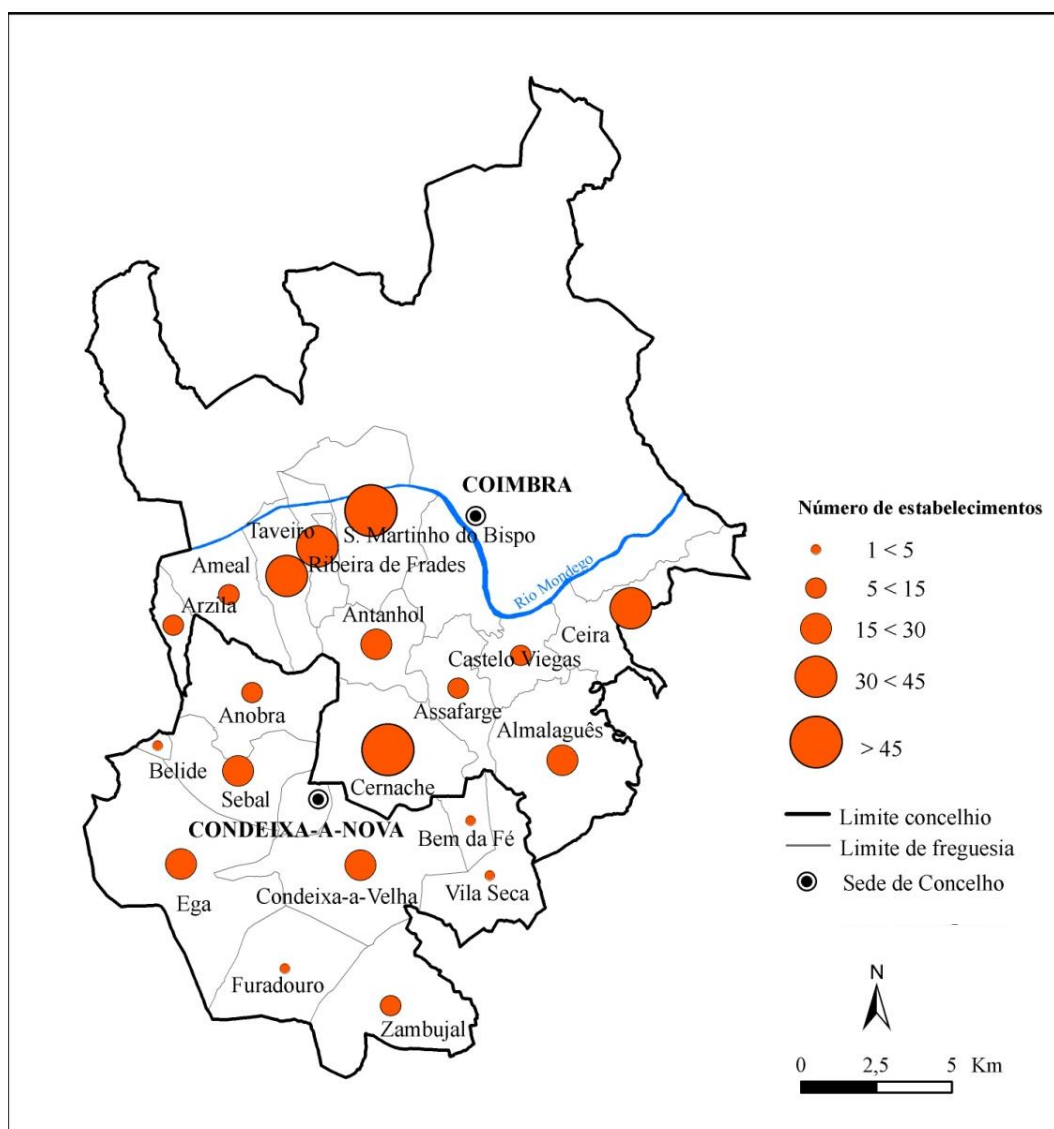 COIMBRA
Taveiro
S. Martinho do Bispo
Ribeira de Frades
Ameal
Arzila
Antanhol
Rio Mondego
Ceira
Castelo Viegas
Assafarge
Anobra
Almalaguês
Belide
Sebal
Cernache
CONDEIXA-A-NOVA
Bem da Fé
Vila Seca
Ega
Condeixa-a-Velha
Furadouro
Zambujal
Número de estabelecimentos
1 < 5
5 < 15
15 < 30
30 < 45
> 45
Limite concelhio
Limite de freguesia
Sede de Concelho
N
0 2,5 5 Km